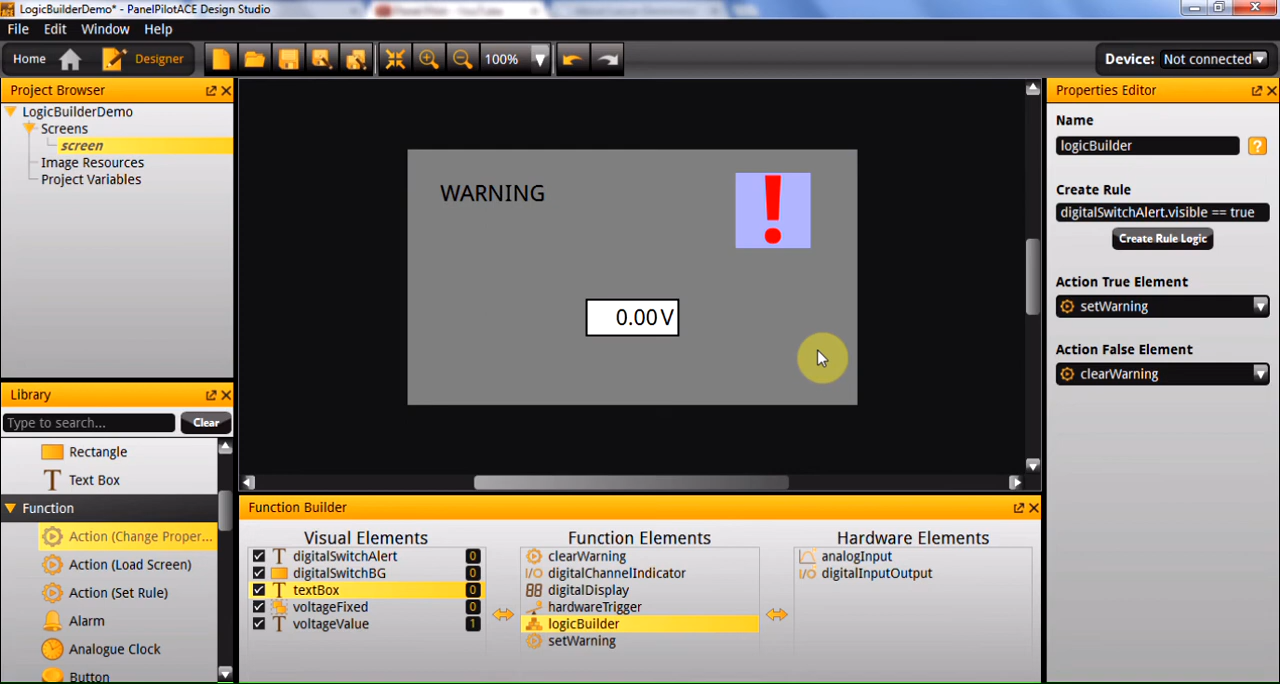 LogicBuilderDemo* - PanelPilotACE Design Studio
File Edit Window Help
Home Designer 100% Device: Not connected
Project Browser
LogicBuilderDemo
Screens
screen
Image Resources
Project Variables
Library
Type to search... Clear
Rectangle
Text Box
Function
Action (Change Proper...
Action (Load Screen)
Action (Set Rule)
Alarm
Analogue Clock
Button
WARNING
!
0.00V
Function Builder
Visual Elements
digitalSwitchAlert 0
digitalSwitchBG 0
textBox 0
voltageFixed 0
voltageValue 1
Function Elements
clearWarning
digitalChannelIndicator
digitalDisplay
hardwareTrigger
logicBuilder
setWarning
Hardware Elements
analogInput
digitalInputOutput
Properties Editor
Name
logicBuilder ?
Create Rule
digitalSwitchAlert.visible == true
Create Rule Logic
Action True Element
setWarning
Action False Element
clearWarning